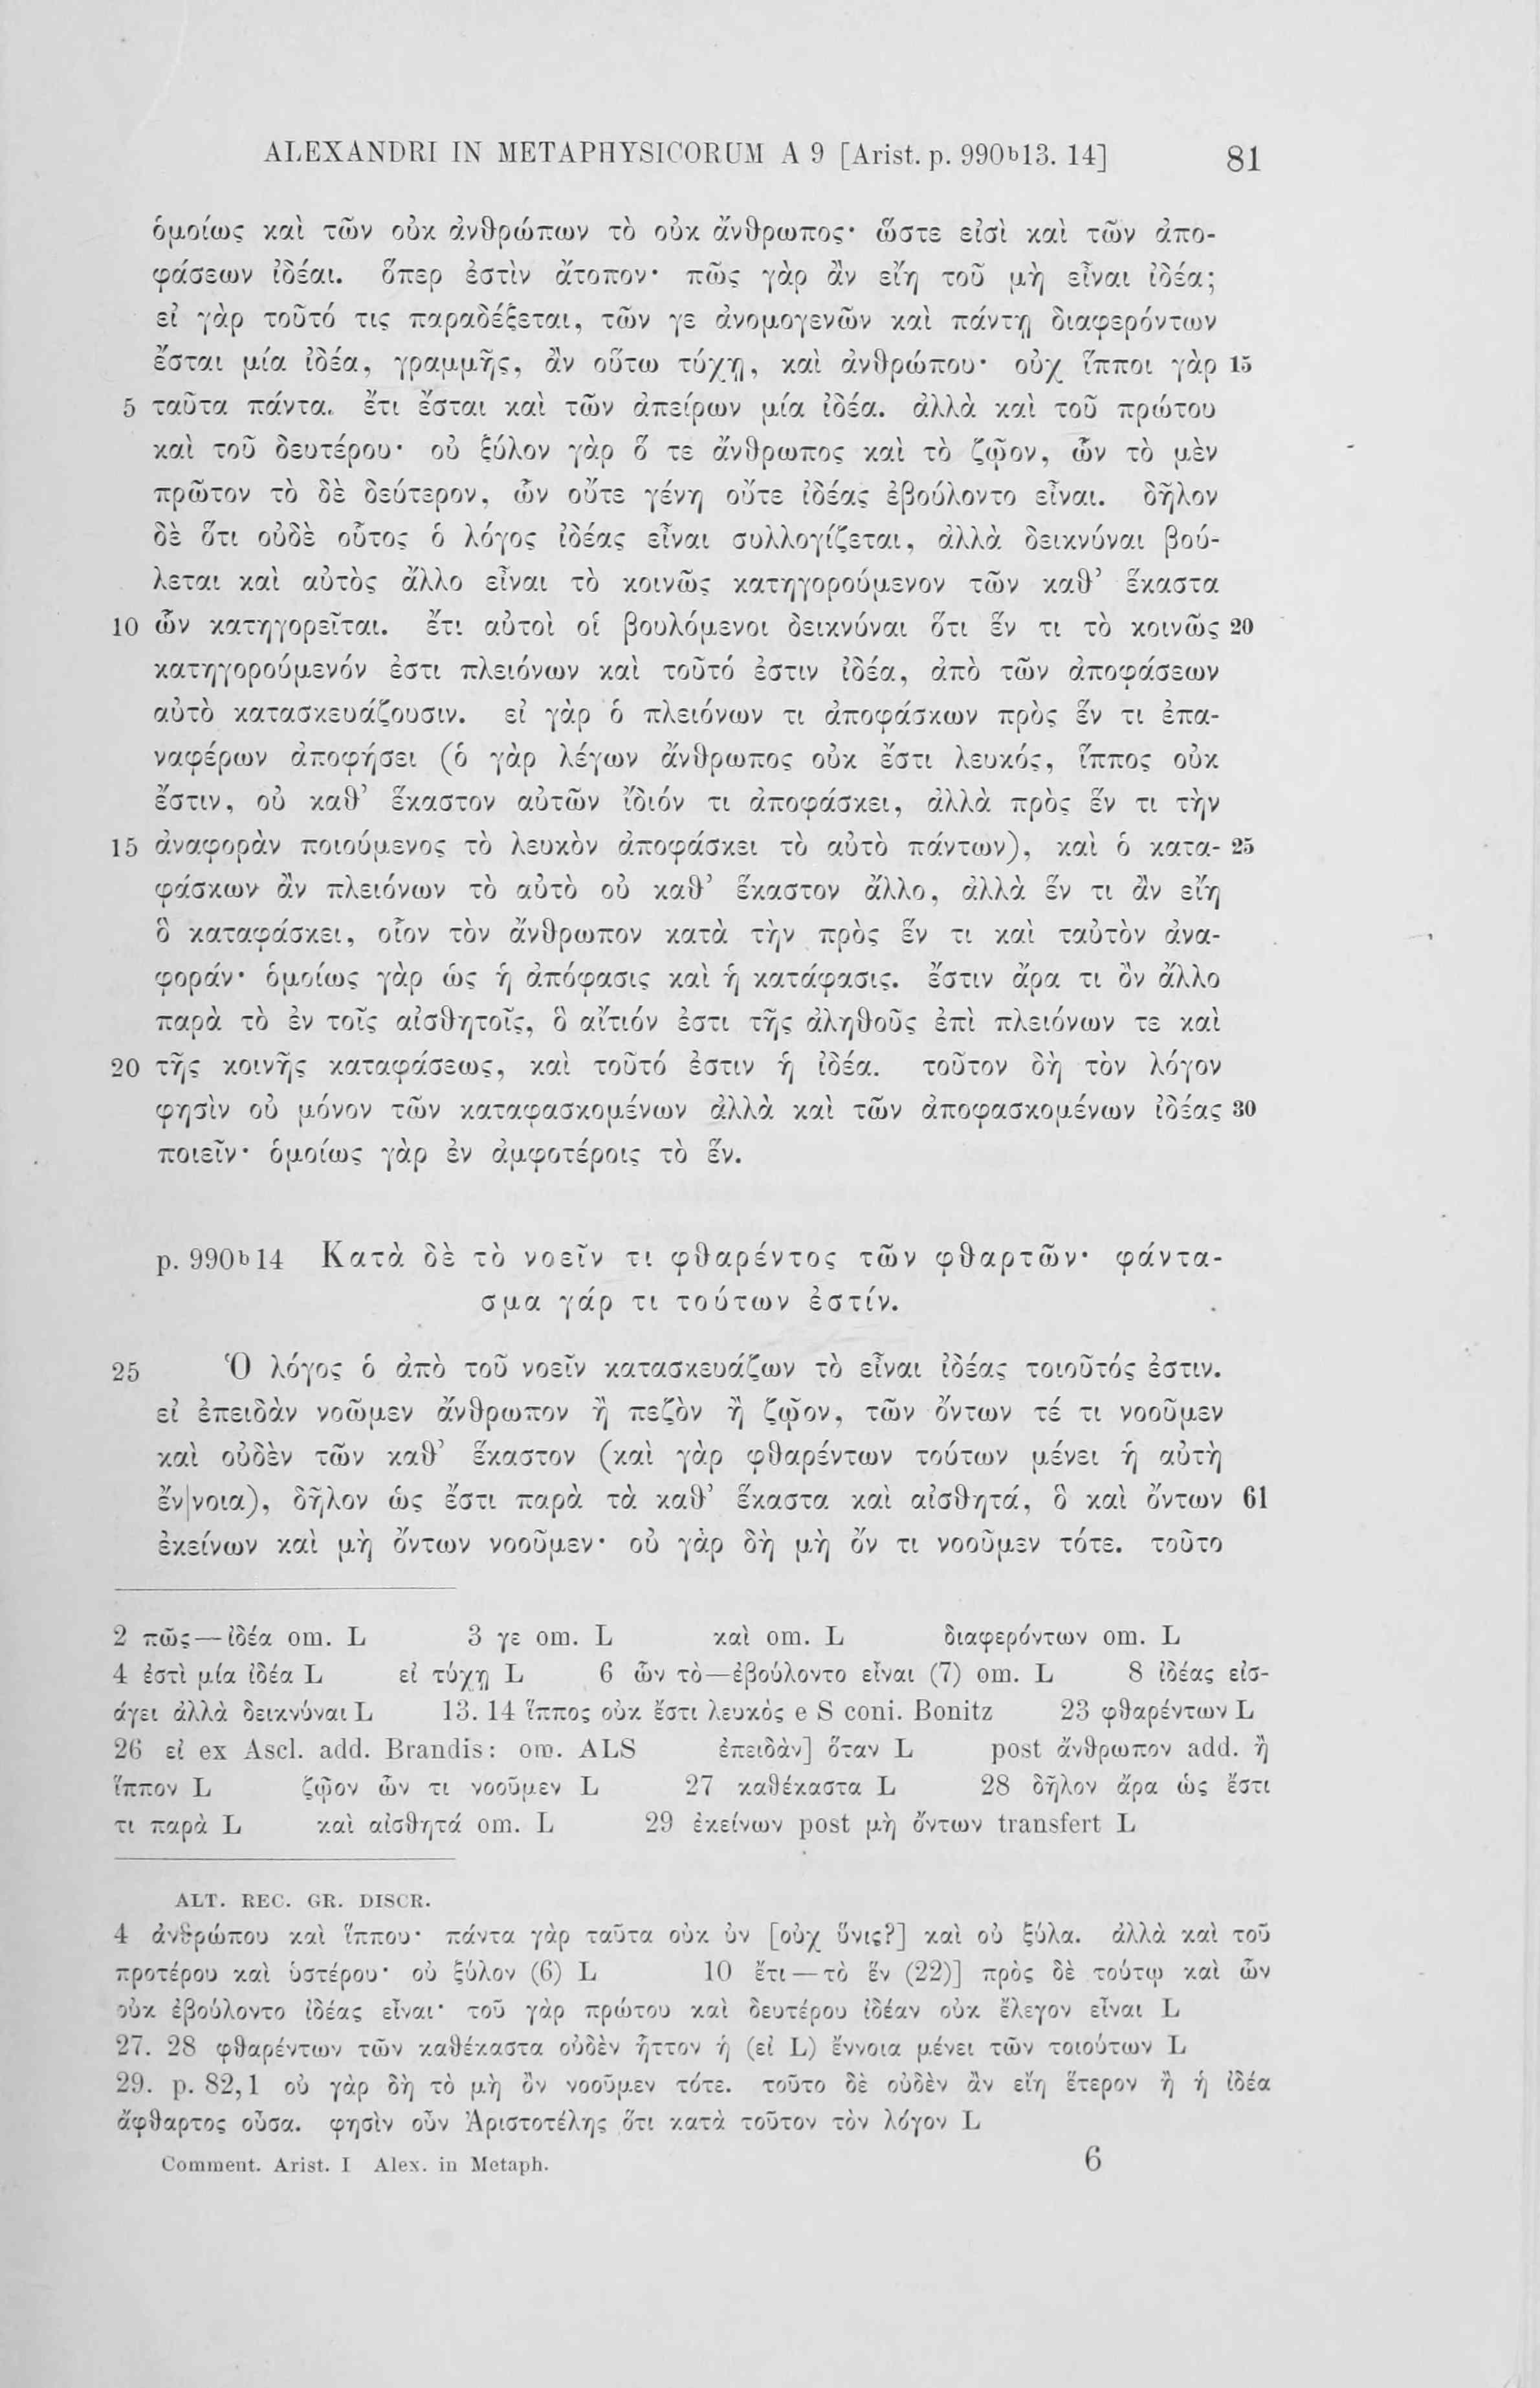 ALEXANDRI IN METAPHYSICORUM A 9 [Arist. p. 990b13. 14] 81
ὁμοίως καὶ τῶν οὐκ ἀνθρώπων τὸ οὐκ ἄνθρωπος· ὥστε εἰσὶ καὶ τῶν ἀπο-
φάσεων ἰδέαι. ὅπερ ἐστὶν ἄτοπον· πῶς γὰρ ἂν εἴη τοῦ μὴ εἶναι ἰδέα;
εἰ γὰρ τοῦτό τις παραδέξεται, τῶν γε ἀνομογενῶν καὶ πάντῃ διαφερόντων
ἔσται μία ἰδέα, γραμμῆς, ἂν οὕτω τύχῃ, καὶ ἀνθρώπου· οὐχ ἵπποι γὰρ 15
5 ταῦτα πάντα. ἔτι ἔσται καὶ τῶν ἀπείρων μία ἰδέα. ἀλλὰ καὶ τοῦ πρώτου
καὶ τοῦ δευτέρου· οὐ ξύλον γὰρ ὅ τε ἄνθρωπος καὶ τὸ ζῷον, ὧν τὸ μὲν
πρῶτον τὸ δὲ δεύτερον, ὧν οὔτε γένη οὔτε ἰδέας ἐβούλοντο εἶναι. δῆλον
δὲ ὅτι οὐδὲ οὗτος ὁ λόγος ἰδέας εἶναι συλλογίζεται, ἀλλὰ δεικνύναι βού-
λεται καὶ αὐτὸς ἄλλο εἶναι τὸ κοινῶς κατηγορούμενον τῶν καθ’ ἕκαστα
10 ὧν κατηγορεῖται. ἔτι αὐτοὶ οἱ βουλόμενοι δεικνύναι ὅτι ἕν τι τὸ κοινῶς 20
κατηγορούμενόν ἐστι πλειόνων καὶ τοῦτό ἐστιν ἰδέα, ἀπὸ τῶν ἀποφάσεων
αὐτὸ κατασκευάζουσιν. εἰ γὰρ ὁ πλειόνων τι ἀποφάσκων πρὸς ἕν τι ἐπα-
ναφέρων ἀποφήσει (ὁ γὰρ λέγων ἄνθρωπος οὐκ ἔστι λευκός, ἵππος οὐκ
ἔστιν, οὐ καθ’ ἕκαστον αὐτῶν ἴδιόν τι ἀποφάσκει, ἀλλὰ πρὸς ἕν τι τὴν
15 ἀναφορὰν ποιούμενος τὸ λευκὸν ἀποφάσκει τὸ αὐτὸ πάντων), καὶ ὁ κατα- 25
φάσκων ἂν πλειόνων τὸ αὐτὸ οὐ καθ’ ἕκαστον ἄλλο, ἀλλὰ ἕν τι ἂν εἴη
ὃ καταφάσκει, οἷον τὸν ἄνθρωπον κατὰ τὴν πρὸς ἕν τι καὶ ταὐτὸν ἀνα-
φοράν· ὁμοίως γὰρ ὡς ἡ ἀπόφασις καὶ ἡ κατάφασις. ἔστιν ἄρα τι ὂν ἄλλο
παρὰ τὸ ἐν τοῖς αἰσθητοῖς, ὃ αἴτιόν ἐστι τῆς ἀληθοῦς ἐπὶ πλειόνων τε καὶ
20 τῆς κοινῆς καταφάσεως, καὶ τοῦτό ἐστιν ἡ ἰδέα. τοῦτον δὴ τὸν λόγον
φησὶν οὐ μόνον τῶν καταφασκομένων ἀλλὰ καὶ τῶν ἀποφασκομένων ἰδέας 30
ποιεῖν· ὁμοίως γὰρ ἐν ἀμφοτέροις τὸ ἕν.
p. 990b14 Κατὰ δὲ τὸ νοεῖν τι φθαρέντος τῶν φθαρτῶν· φάντα-
σμα γάρ τι τούτων ἐστίν.
25 Ὁ λόγος ὁ ἀπὸ τοῦ νοεῖν κατασκευάζων τὸ εἶναι ἰδέας τοιοῦτός ἐστιν.
εἰ ἐπειδὰν νοῶμεν ἄνθρωπον ἢ πεζὸν ἢ ζῷον, τῶν ὄντων τέ τι νοοῦμεν
καὶ οὐδὲν τῶν καθ’ ἕκαστον (καὶ γὰρ φθαρέντων τούτων μένει ἡ αὐτὴ
ἔν|νοια), δῆλον ὡς ἔστι παρὰ τὰ καθ’ ἕκαστα καὶ αἰσθητά, ὃ καὶ ὄντων 61
ἐκείνων καὶ μὴ ὄντων νοοῦμεν· οὐ γὰρ δὴ μὴ ὄν τι νοοῦμεν τότε. τοῦτο
2 πῶς—ἰδέα om. L 3 γε om. L καὶ om. L διαφερόντων om. L
4 ἐστὶ μία ἰδέα L εἰ τύχῃ L 6 ὧν τὸ—ἐβούλοντο εἶναι (7) om. L 8 ἰδέας εἰσ-
άγει ἀλλὰ δεικνύναι L 13. 14 ἵππος οὐκ ἔστι λευκὸς e S coni. Bonitz 23 φθαρέντων L
26 εἰ ex Ascl. add. Brandis: om. ALS ἐπειδὰν] ὅταν L post ἄνθρωπον add. ἢ
ἵππον L ζῷον ὧν τι νοοῦμεν L 27 καθέκαστα L 28 δῆλον ἄρα ὡς ἔστι
τι παρὰ L καὶ αἰσθητά om. L 29 ἐκείνων post μὴ ὄντων transfert L
ALT. REC. GR. DISCR.
4 ἀνθρώπου καὶ ἵππου· πάντα γὰρ ταῦτα οὐκ ὑν [οὐχ ὕνις?] καὶ οὐ ξύλα. ἀλλὰ καὶ τοῦ
προτέρου καὶ ὑστέρου· οὐ ξύλον (6) L 10 ἔτι—τὸ ἕν (22)] πρὸς δὲ τούτῳ καὶ ὧν
οὐκ ἐβούλοντο ἰδέας εἶναι· τοῦ γὰρ πρώτου καὶ δευτέρου ἰδέαν οὐκ ἔλεγον εἶναι L
27. 28 φθαρέντων τῶν καθέκαστα οὐδὲν ἧττον ἡ (εἰ L) ἔννοια μένει τῶν τοιούτων L
29. p. 82,1 οὐ γὰρ δὴ τὸ μὴ ὂν νοοῦμεν τότε. τοῦτο δὲ οὐδὲν ἂν εἴη ἕτερον ἢ ἡ ἰδέα
ἄφθαρτος οὖσα. φησὶν οὖν Ἀριστοτέλης ὅτι κατὰ τοῦτον τὸν λόγον L
Comment. Arist. I Alex. in Metaph. 6